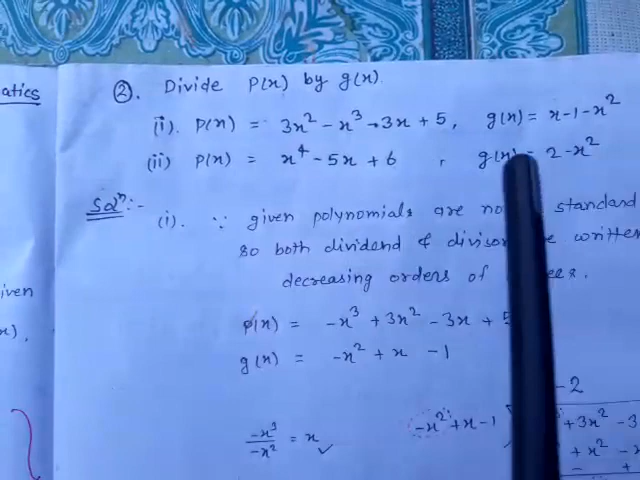 atics
②. Divide P(x) by g(x)
(i). P(x) = 3x² - x³ - 3x + 5, g(x) = x - 1 - x²
(ii) P(x) = x⁴ - 5x + 6 , g(x) = 2 - x²
Solⁿ:-
(i). ∵ given polynomials are standard
so both dividend & written
iven
decreasing orders of
x).
p(x) = -x³ + 3x² - 3x +
g(x) = -x² + x - 1
-2
-x² + x - 1
+ 3x² - 3
-x³/-x² = x ✓
+ x² - x
- +